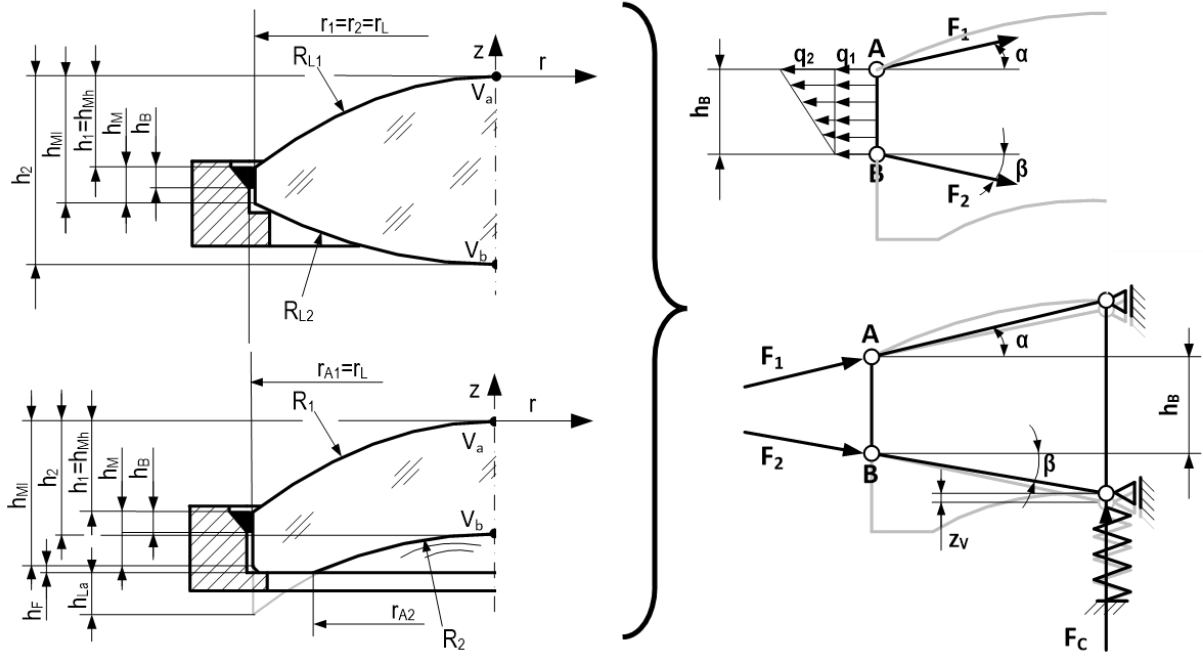 r₁=r₂=r_L
z
r
R_L1
V_a
h₂
h_Ml
h₁=h_Mh
h_M
h_B
V_b
R_L2
r_A1=r_L
z
r
R₁
V_a
h_Ml
h₂
h₁=h_Mh
h_M
h_B
V_b
h_F
h_La
r_A2
R₂
F₁
A
α
q₂
q₁
h_B
B
β
F₂
A
F₁
α
h_B
F₂
B
β
z_V
F_C